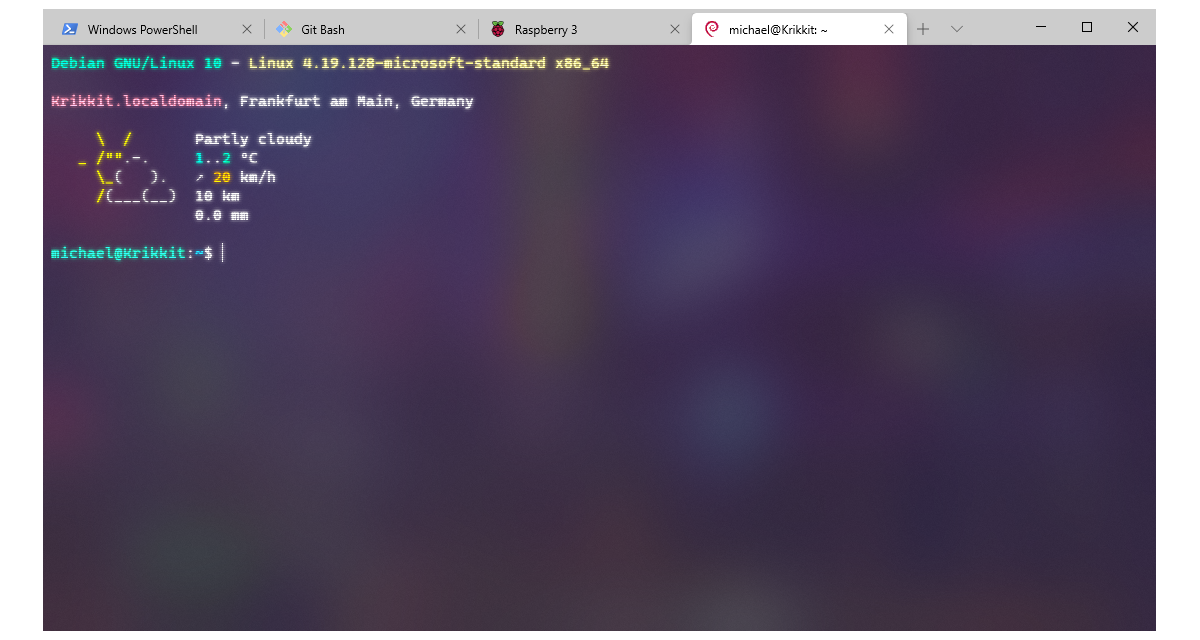 Windows PowerShell
Git Bash
Raspberry 3
michael@Krikkit: ~
Debian GNU/Linux 10 - Linux 4.19.128-microsoft-standard x86_64
Krikkit.localdomain, Frankfurt am Main, Germany
    \  /       Partly cloudy
  _ /"".-.     1..2 °C
    \_(   ).   ↗ 20 km/h
    /(___(__)  10 km
               0.0 mm
michael@Krikkit:~$